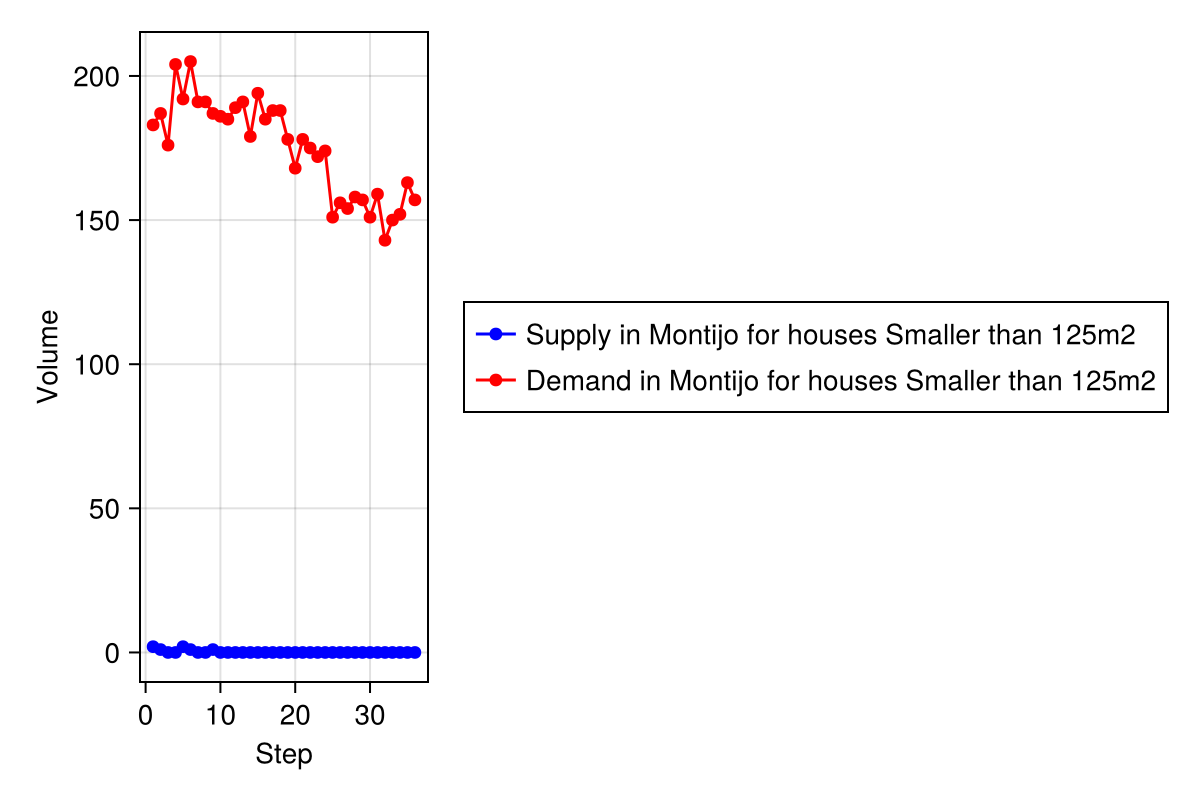 200
150
100
50
0
Volume
0 10 20 30
Step
Supply in Montijo for houses Smaller than 125m2
Demand in Montijo for houses Smaller than 125m2